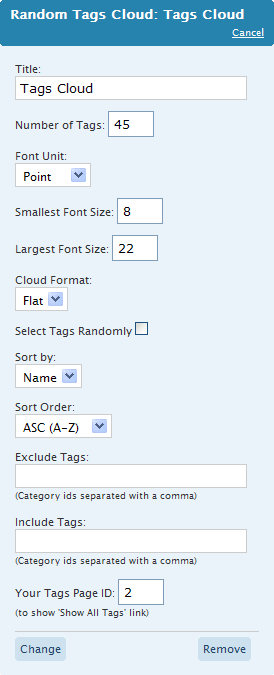 Random Tags Cloud: Tags Cloud
Cancel
Title:
Tags Cloud
Number of Tags: 45
Font Unit:
Point
Smallest Font Size: 8
Largest Font Size: 22
Cloud Format:
Flat
Select Tags Randomly
Sort by:
Name
Sort Order:
ASC (A-Z)
Exclude Tags:
(Category ids separated with a comma)
Include Tags:
(Category ids separated with a comma)
Your Tags Page ID: 2
(to show 'Show All Tags' link)
Change Remove